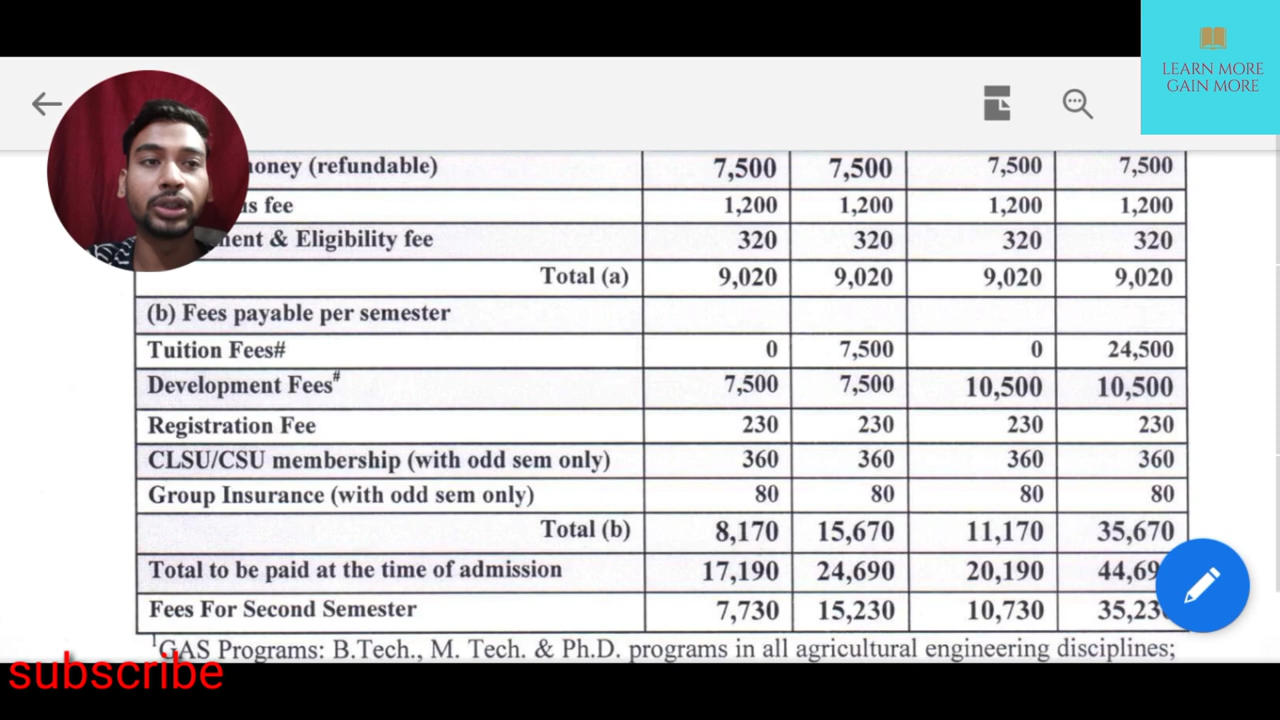 LEARN MORE
GAIN MORE
(refundable) 7,500 7,500 7,500 7,500
fee 1,200 1,200 1,200 1,200
& Eligibility fee 320 320 320 320
Total (a) 9,020 9,020 9,020 9,020
(b) Fees payable per semester
Tuition Fees# 0 7,500 0 24,500
Development Fees# 7,500 7,500 10,500 10,500
Registration Fee 230 230 230 230
CLSU/CSU membership (with odd sem only) 360 360 360 360
Group Insurance (with odd sem only) 80 80 80 80
Total (b) 8,170 15,670 11,170 35,670
Total to be paid at the time of admission 17,190 24,690 20,190
Fees For Second Semester 7,730 15,230 10,730
1GAS Programs: B.Tech., M. Tech. & Ph.D. programs in all agricultural engineering disciplines;
subscribe